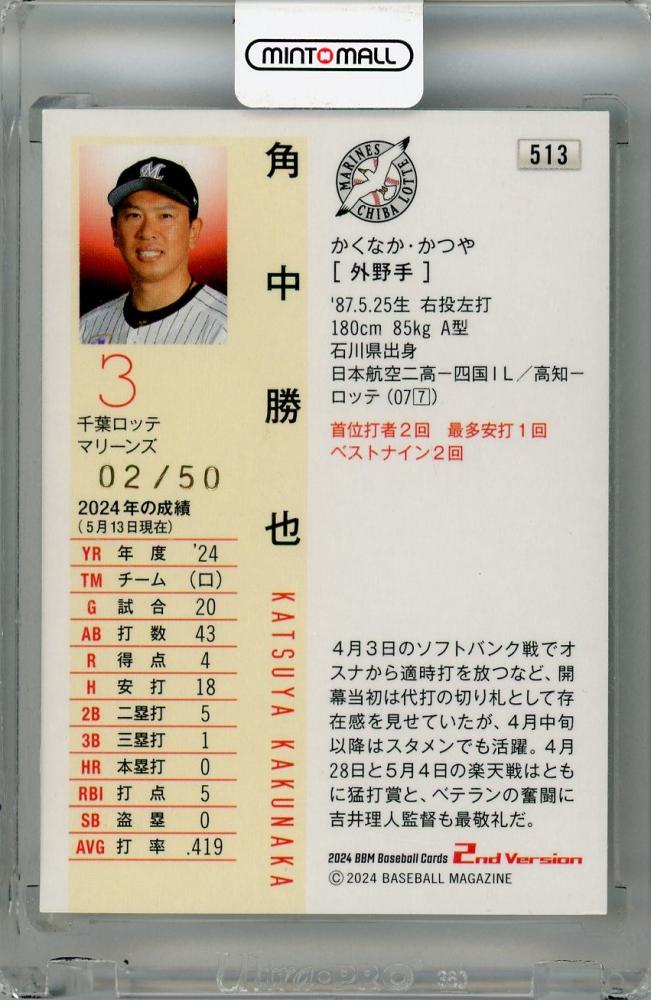 MINTOMALL
513
MARINES
CHIBA LOTTE
M
角中勝也
KATSUYA KAKUNAKA
かくなか・かつや
[ 外野手 ]
'87.5.25生 右投左打
180cm 85kg A型
石川県出身
日本航空二高ー四国IL／高知ー
ロッテ (07⑦)
首位打者2回 最多安打1回
ベストナイン2回
3
千葉ロッテ
マリーンズ
02/50
2024年の成績
(5月13日現在)
YR 年度 '24
TM チーム (ロ)
G 試合 20
AB 打数 43
R 得点 4
H 安打 18
2B 二塁打 5
3B 三塁打 1
HR 本塁打 0
RBI 打点 5
SB 盗塁 0
AVG 打率 .419
4月3日のソフトバンク戦でオ
スナから適時打を放つなど、開
幕当初は代打の切り札として存
在感を見せていたが、4月中旬
以降はスタメンでも活躍。4月
28日と5月4日の楽天戦はとも
に猛打賞と、ベテランの奮闘に
吉井理人監督も最敬礼だ。
2024 BBM Baseball Cards 2nd Version
©2024 BASEBALL MAGAZINE
Ultra•PRO